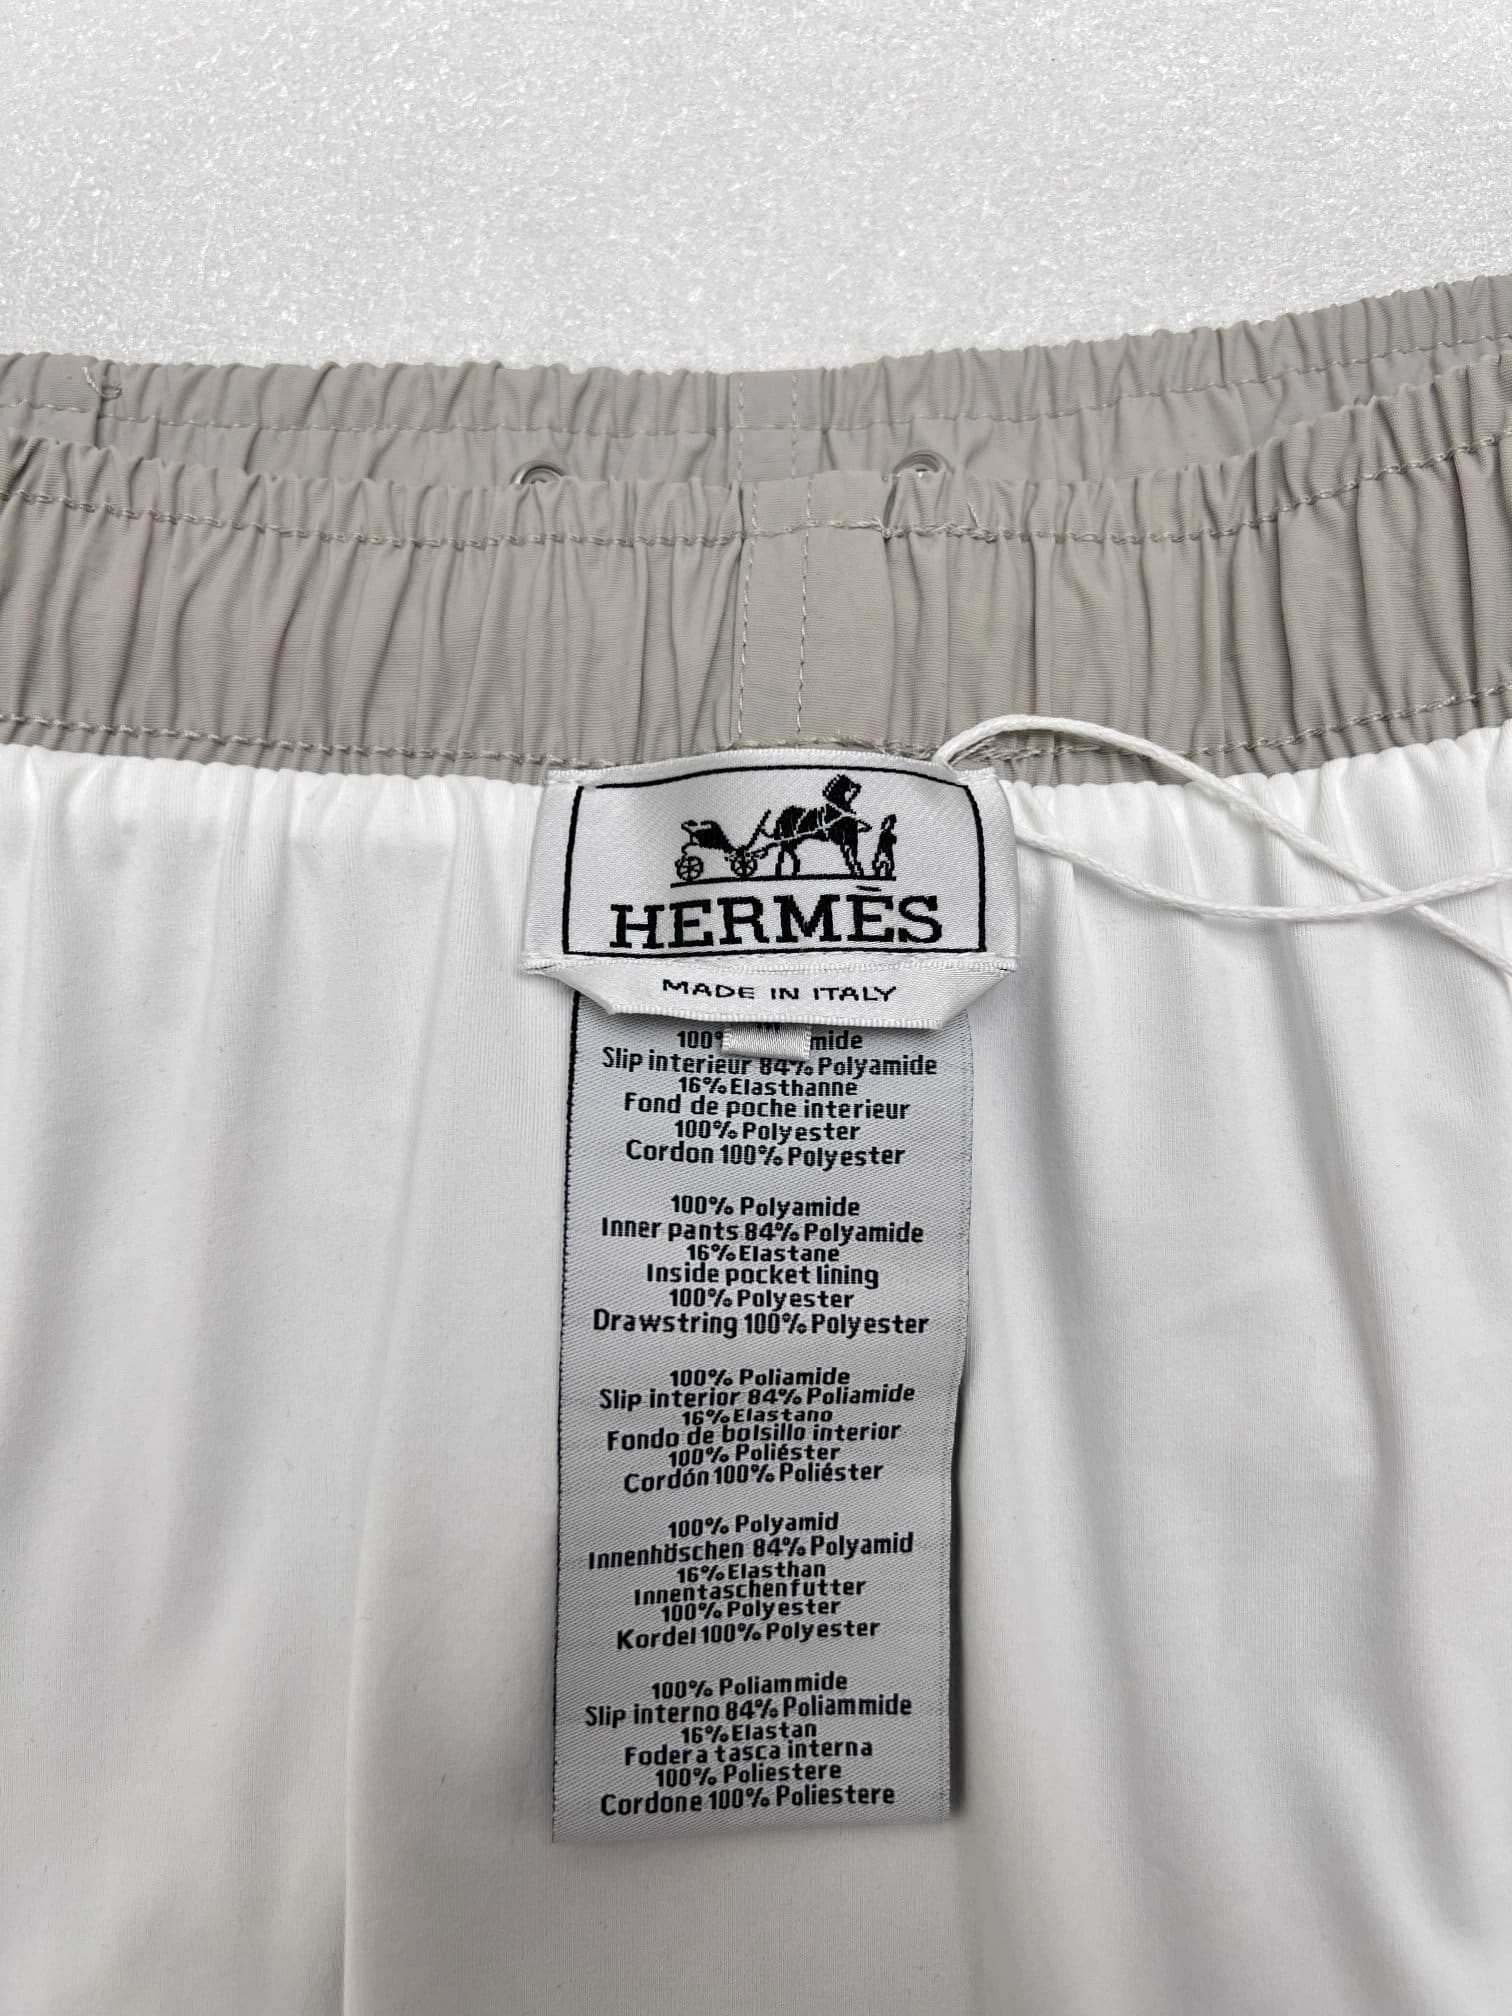 HERMÈS
MADE IN ITALY
M
100% mide
Slip interieur 84% Polyamide
16% Elasthanne
Fond de poche interieur
100% Polyester
Cordon 100% Polyester
100% Polyamide
Inner pants 84% Polyamide
16% Elastane
Inside pocket lining
100% Polyester
Drawstring 100% Polyester
100% Poliamide
Slip interior 84% Poliamide
16% Elastano
Fondo de bolsillo interior
100% Poliéster
Cordón 100% Poliéster
100% Polyamid
Innenhöschen 84% Polyamid
16% Elasthan
Innentaschenfutter
100% Polyester
Kordel 100% Polyester
100% Poliammide
Slip interno 84% Poliammide
16% Elastan
Fodera tasca interna
100% Poliestere
Cordone 100% Poliestere